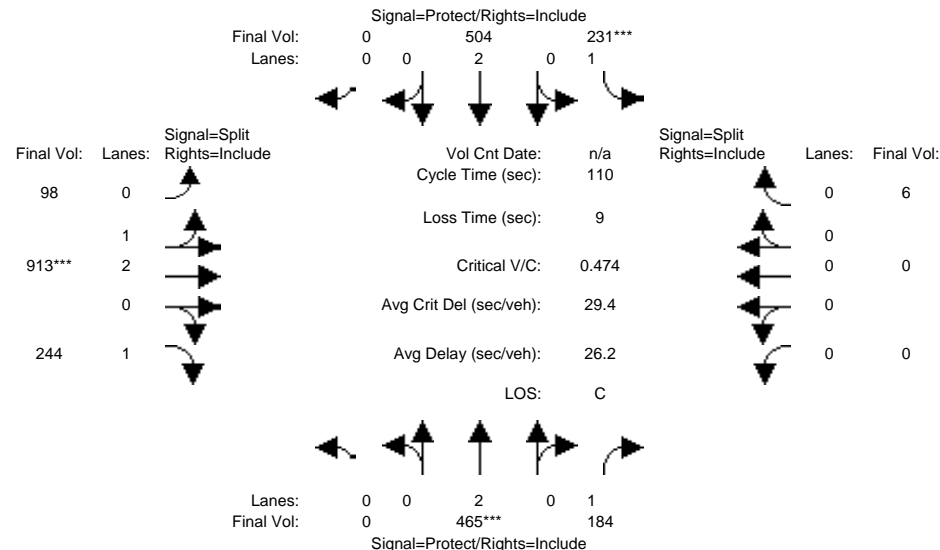 Signal=Protect/Rights=Include
Final Vol: 0 504 231***
Lanes: 0 0 2 0 1
Signal=Split Signal=Split
Final Vol: Lanes: Rights=Include Vol Cnt Date: n/a Rights=Include Lanes: Final Vol:
Cycle Time (sec): 110
98 0 0 6
Loss Time (sec): 9
1 0
913*** 2 Critical V/C: 0.474 0 0
0 Avg Crit Del (sec/veh): 29.4 0
244 1 Avg Delay (sec/veh): 26.2 0 0
LOS: C
Lanes: 0 0 2 0 1
Final Vol: 0 465*** 184
Signal=Protect/Rights=Include